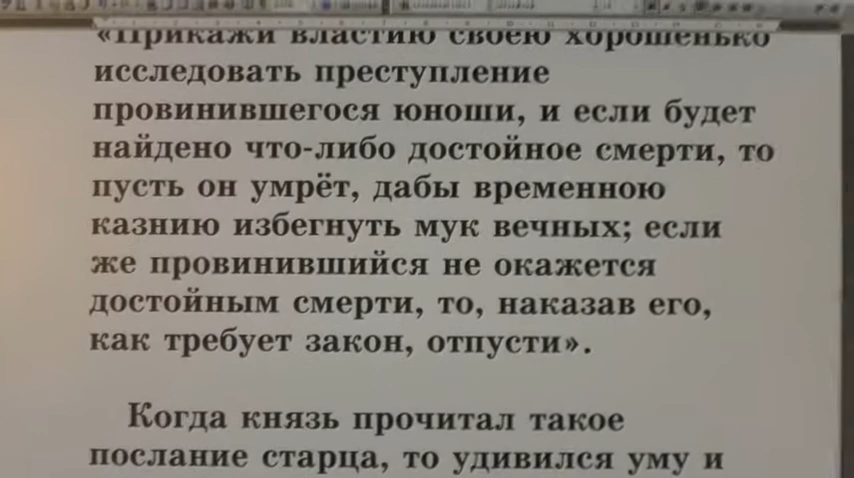 «Прикажи властию своею хорошенько
исследовать преступление
провинившегося юноши, и если будет
найдено что-либо достойное смерти, то
пусть он умрёт, дабы временною
казнию избегнуть мук вечных; если
же провинившийся не окажется
достойным смерти, то, наказав его,
как требует закон, отпусти».
Когда князь прочитал такое
послание старца, то удивился уму и